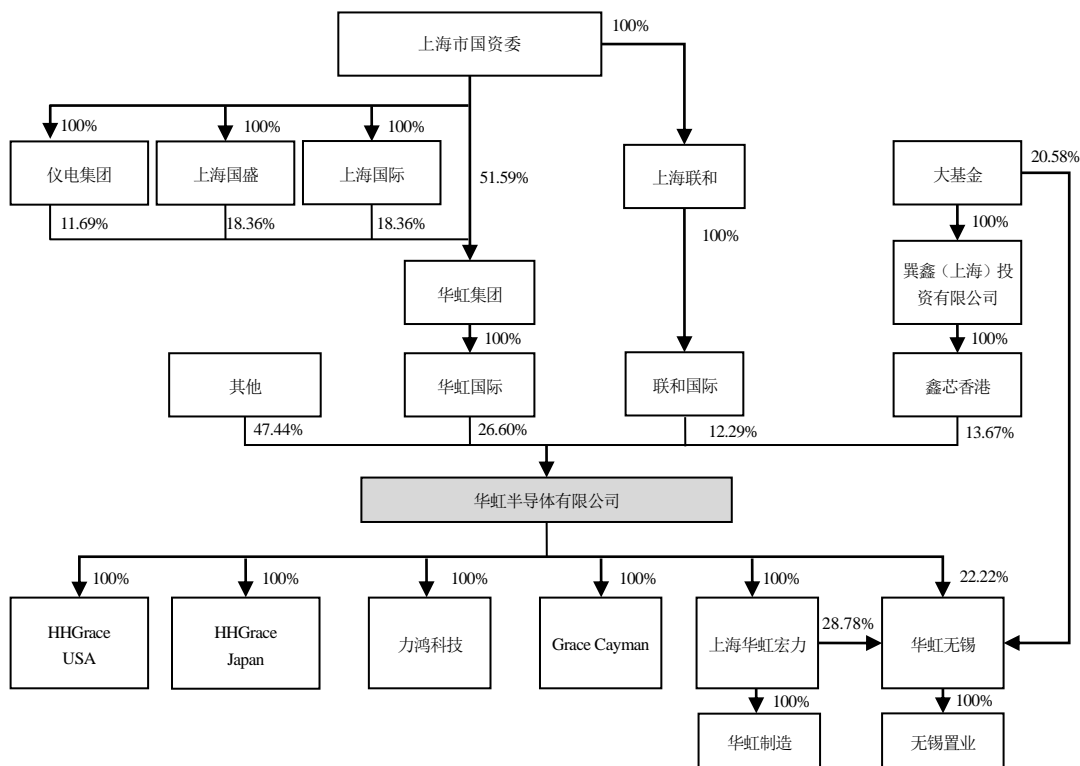 上海市国资委
100%
100%
100%
100%
仪电集团
上海国盛
上海国际
51.59%
上海联和
大基金
20.58%
11.69%
18.36%
18.36%
100%
100%
华虹集团
巽鑫（上海）投
资有限公司
100%
100%
其他
华虹国际
联和国际
鑫芯香港
47.44%
26.60%
12.29%
13.67%
华虹半导体有限公司
100%
100%
100%
100%
100%
22.22%
HHGrace
USA
HHGrace
Japan
力鸿科技
Grace Cayman
上海华虹宏力
28.78%
华虹无锡
100%
100%
华虹制造
无锡置业